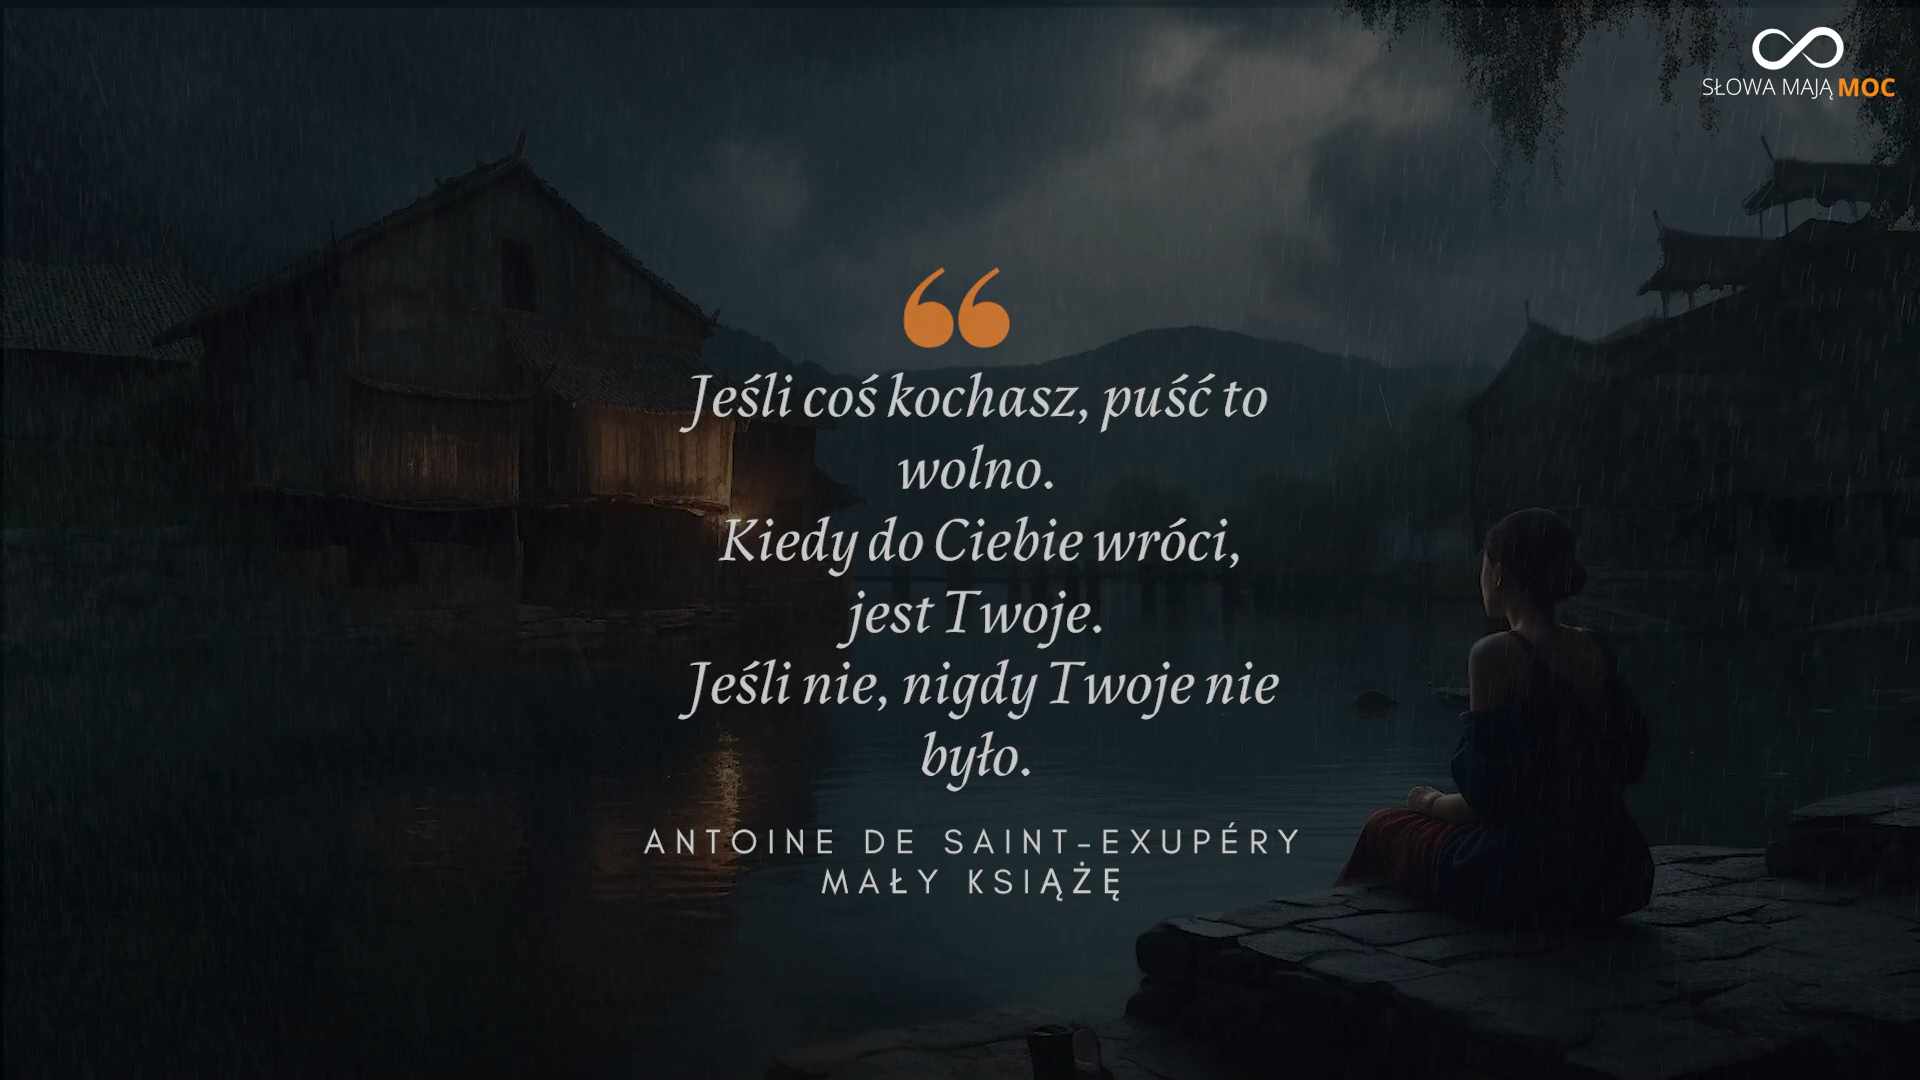 SŁOWA MAJĄ MOC
Jeśli coś kochasz, puść to
wolno.
Kiedy do Ciebie wróci,
jest Twoje.
Jeśli nie, nigdy Twoje nie
było.
ANTOINE DE SAINT-EXUPÉRY
MAŁY KSIĄŻĘ